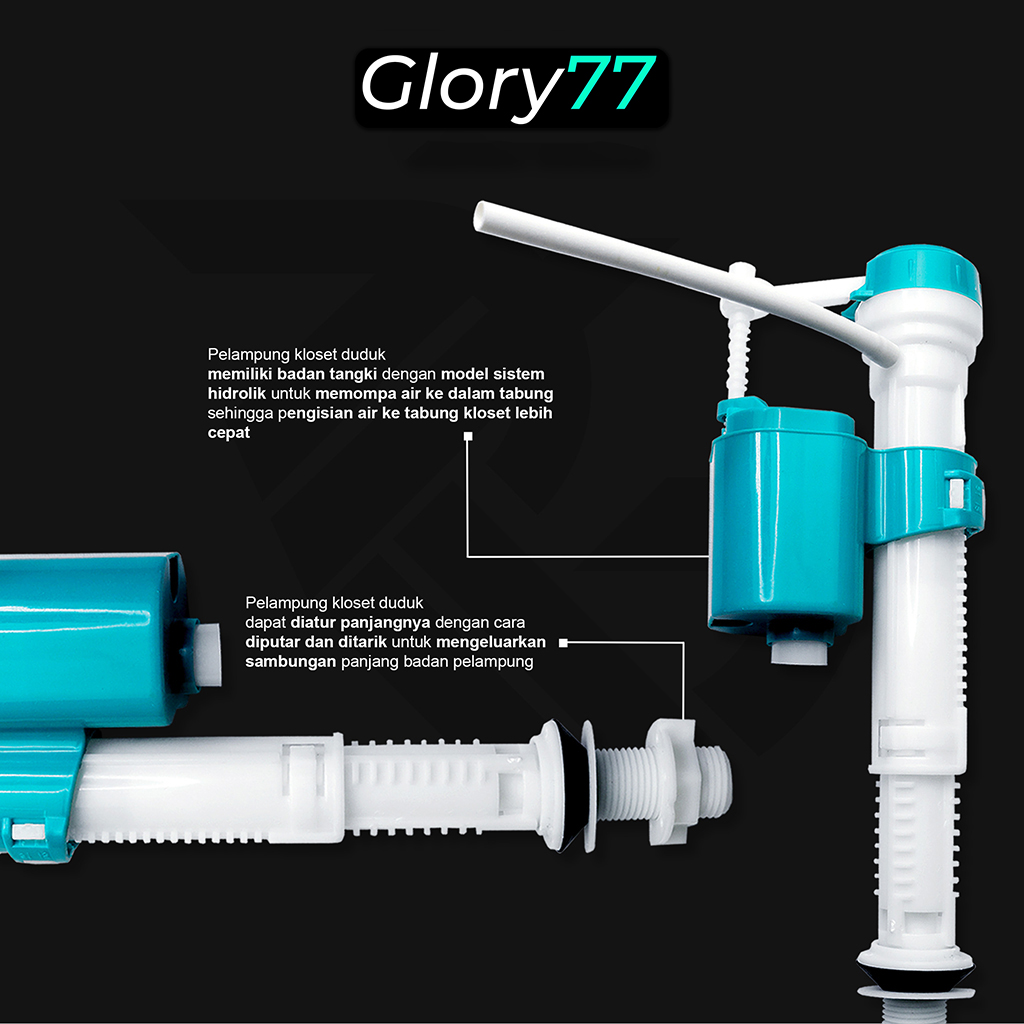 Glory77
Pelampung kloset duduk
memiliki badan tangki dengan model sistem
hidrolik untuk memompa air ke dalam tabung
sehingga pengisian air ke tabung kloset lebih
cepat
Pelampung kloset duduk
dapat diatur panjangnya dengan cara
diputar dan ditarik untuk mengeluarkan
sambungan panjang badan pelampung